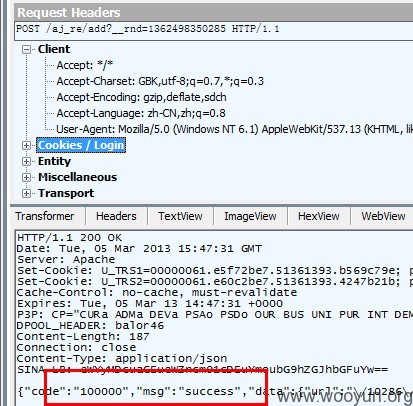 Request Headers
POST /aj_re/add?__rnd=1362498350285 HTTP/1.1
Client
Accept: */*
Accept-Charset: GBK,utf-8;q=0.7,*;q=0.3
Accept-Encoding: gzip,deflate,sdch
Accept-Language: zh-CN,zh;q=0.8
User-Agent: Mozilla/5.0 (Windows NT 6.1) AppleWebKit/537.13 (KHTML, lik
Cookies / Login
Entity
Miscellaneous
Transport
Transformer Headers TextView ImageView HexView WebView
HTTP/1.1 200 OK
Date: Tue, 05 Mar 2013 15:47:31 GMT
Server: Apache
Set-Cookie: U_TRS1=00000061.e5f72be7.51361393.b569c79e; p
Set-Cookie: U_TRS2=00000061.e60c2be7.51361393.4247b21b; p
Cache-Control: no-cache, must-revalidate
Expires: Tue, 05 Mar 13 14:47:31 +0000
P3P: CP="CURa ADMa DEVa PSAo PSDo OUR BUS UNI PUR INT DEM
DPOOL_HEADER: balor46
Content-Length: 187
Connection: close
Content-Type: application/json
SINA-LB:
{"code":"100000","msg":"success","data":{"url":"\/10286\
www.wooyun.org